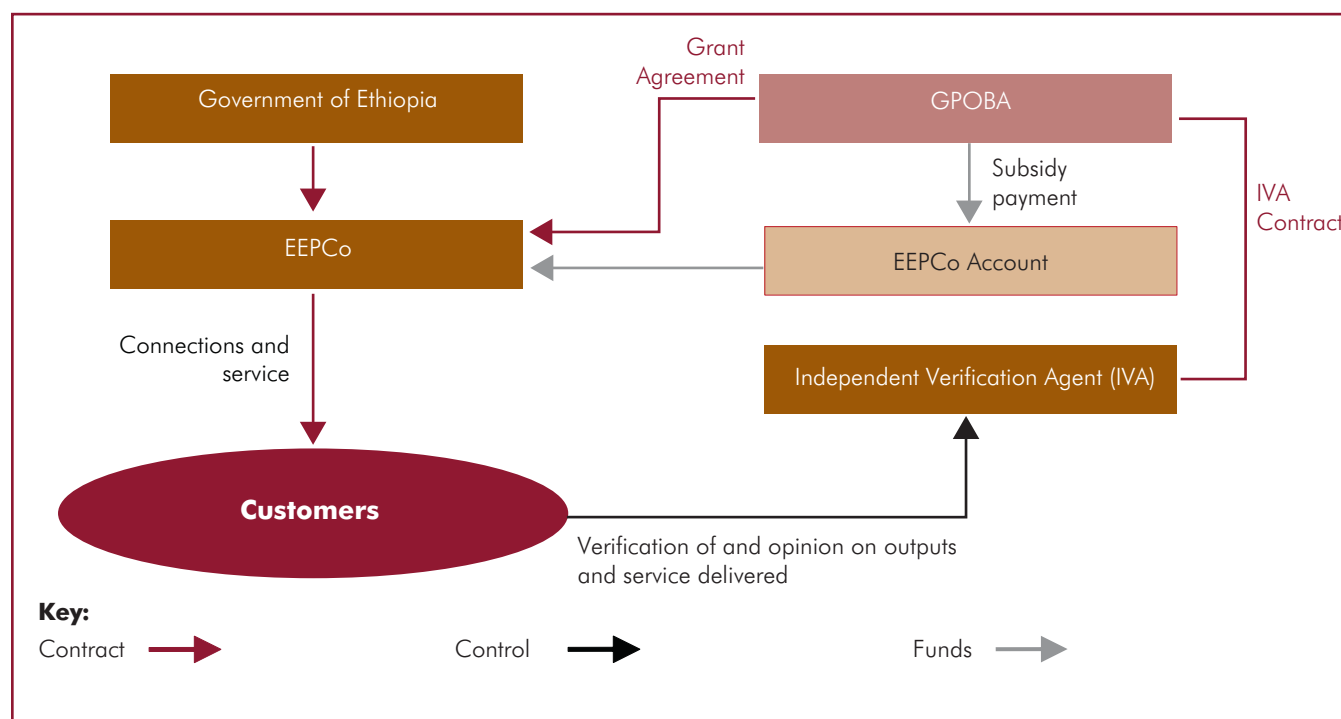 Grant
Agreement
Government of Ethiopia
GPOBA
Subsidy
payment
IVA
Contract
EEPCo
EEPCo Account
Connections and
service
Independent Verification Agent (IVA)
Customers
Verification of and opinion on outputs
and service delivered
Key:
Contract
Control
Funds